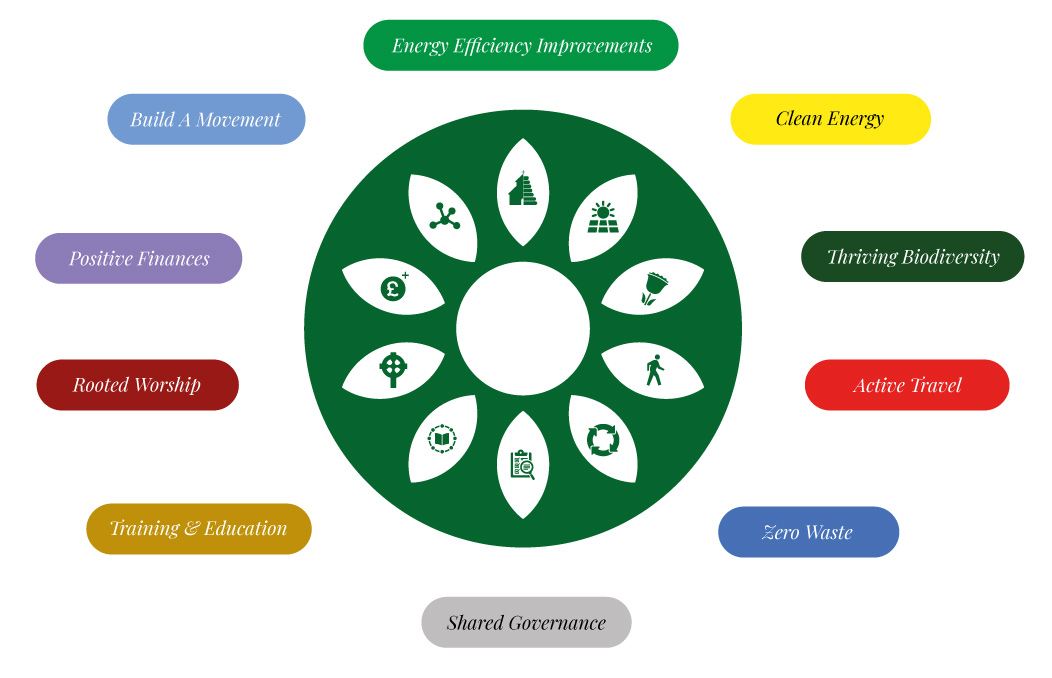 Energy Efficiency Improvements
Build A Movement
Clean Energy
Positive Finances
Thriving Biodiversity
£+
Rooted Worship
Active Travel
Training & Education
Zero Waste
Shared Governance